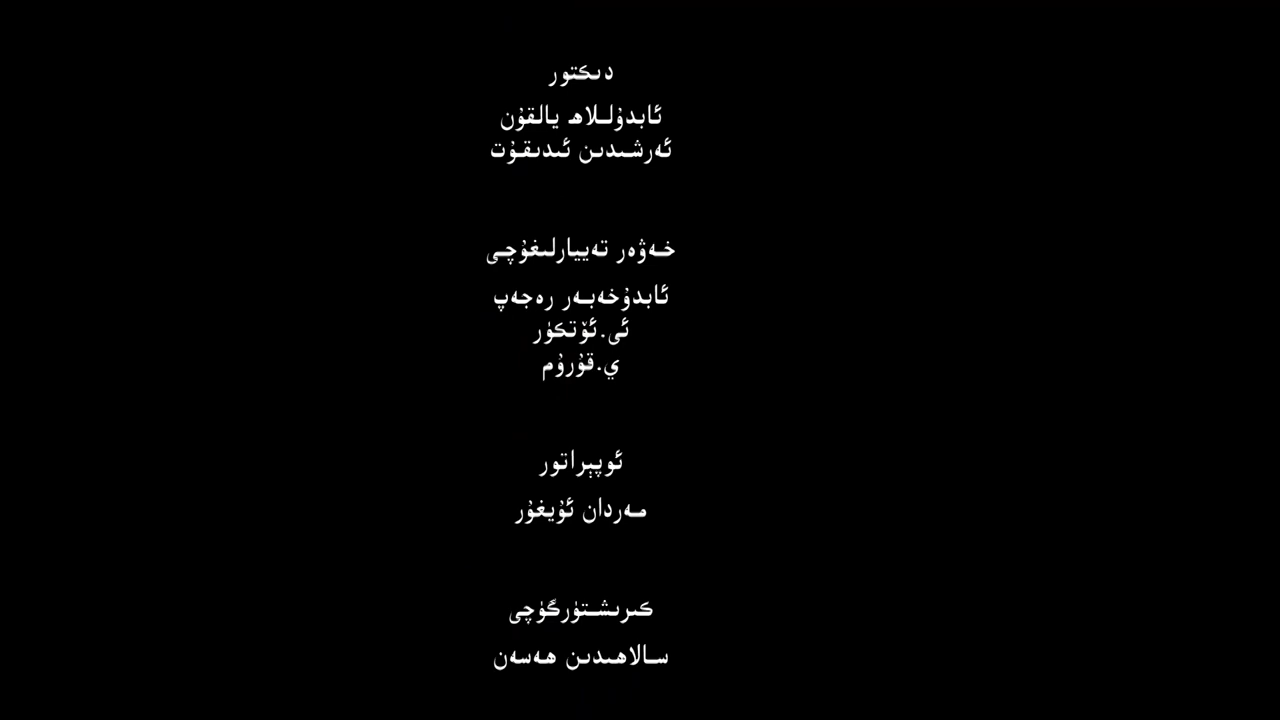 دىكتور
ئابدۇللاھ يالقۇن
ئەرشىدىن ئىدىقۇت
خەۋەر تەييارلىغۇچى
ئابدۇخەبەر رەجەپ
ئى.ئۆتكۈر
ي.قۇرۇم
ئوپېراتور
مەردان ئۇيغۇر
كىرىشتۈرگۈچى
سالاھىدىن ھەسەن